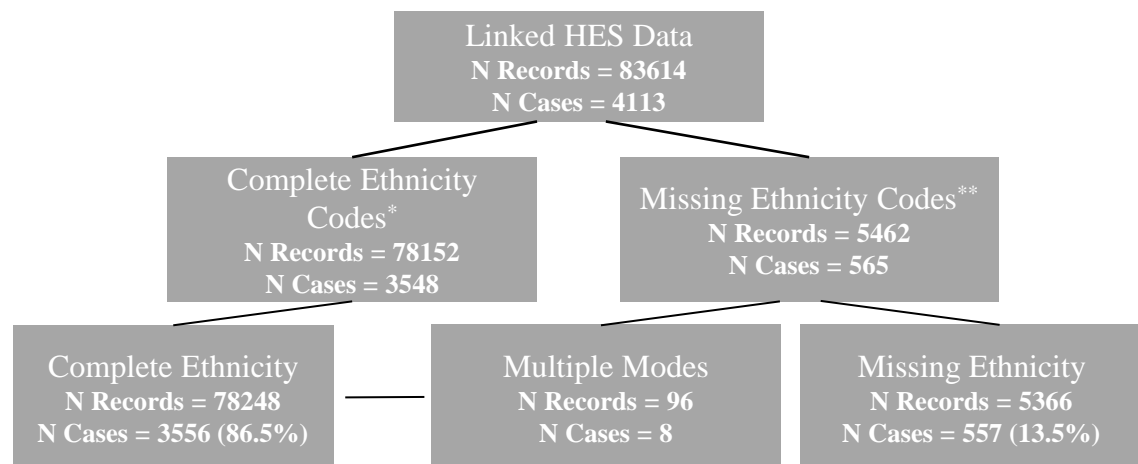 Linked HES Data
N Records = 83614
N Cases = 4113
Complete Ethnicity
Codes*
N Records = 78152
N Cases = 3548
Missing Ethnicity Codes**
N Records = 5462
N Cases = 565
Complete Ethnicity
N Records = 78248
N Cases = 3556 (86.5%)
Multiple Modes
N Records = 96
N Cases = 8
Missing Ethnicity
N Records = 5366
N Cases = 557 (13.5%)